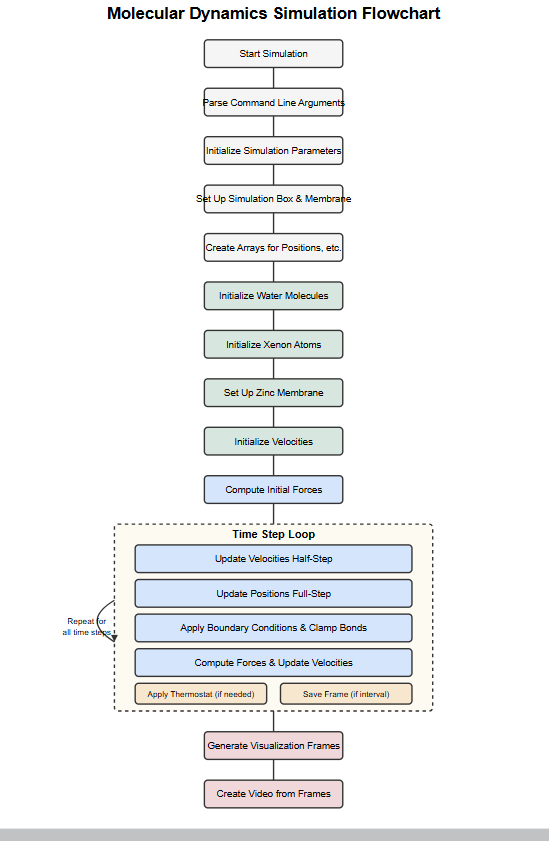 Molecular Dynamics Simulation Flowchart
Start Simulation
Parse Command Line Arguments
Initialize Simulation Parameters
Set Up Simulation Box & Membrane
Create Arrays for Positions, etc.
Initialize Water Molecules
Initialize Xenon Atoms
Set Up Zinc Membrane
Initialize Velocities
Compute Initial Forces
Time Step Loop
Update Velocities Half-Step
Update Positions Full-Step
Repeat for
all time steps
Apply Boundary Conditions & Clamp Bonds
Compute Forces & Update Velocities
Apply Thermostat (if needed)
Save Frame (if interval)
Generate Visualization Frames
Create Video from Frames